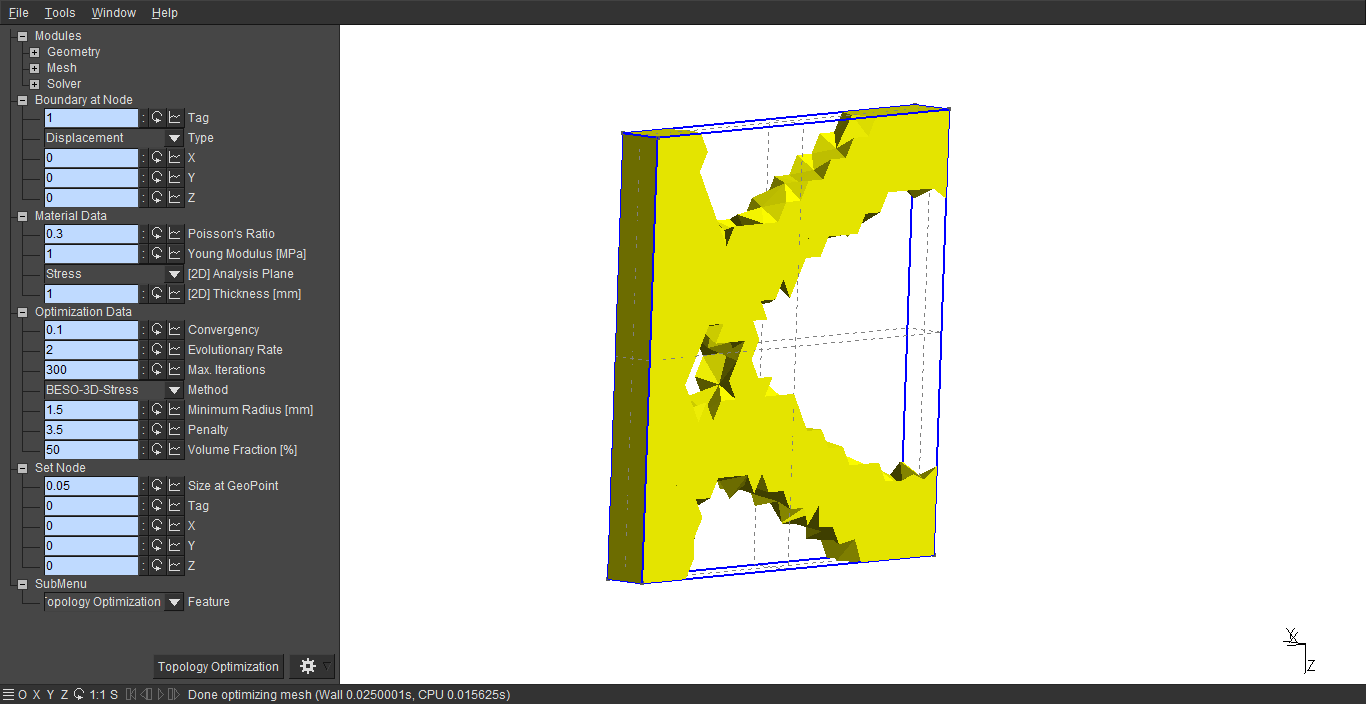 File Tools Window Help
Modules
Geometry
Mesh
Solver
Boundary at Node
1 : Tag
Displacement Type
0 : X
0 : Y
0 : Z
Material Data
0.3 : Poisson's Ratio
1 : Young Modulus [MPa]
Stress [2D] Analysis Plane
1 : [2D] Thickness [mm]
Optimization Data
0.1 : Convergency
2 : Evolutionary Rate
300 : Max. Iterations
BESO-3D-Stress Method
1.5 : Minimum Radius [mm]
3.5 : Penalty
50 : Volume Fraction [%]
Set Node
0.05 : Size at GeoPoint
0 : Tag
0 : X
0 : Y
0 : Z
SubMenu
opology Optimization Feature
Topology Optimization
Y X
Z
O X Y Z 1:1 S Done optimizing mesh (Wall 0.0250001s, CPU 0.015625s)